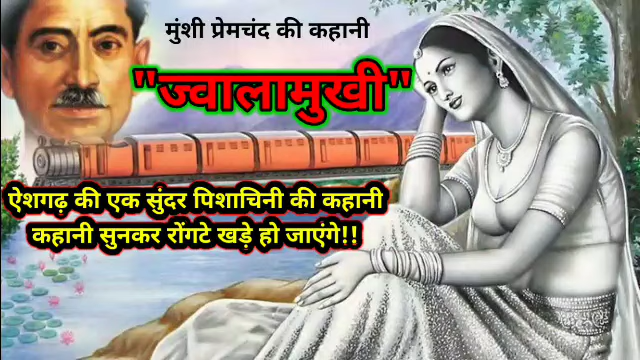 मुंशी प्रेमचंद की कहानी
"ज्वालामुखी"
ऐशगढ़ की एक सुंदर पिशाचिनी की कहानी
कहानी सुनकर रोंगटे खड़े हो जाएंगे!!